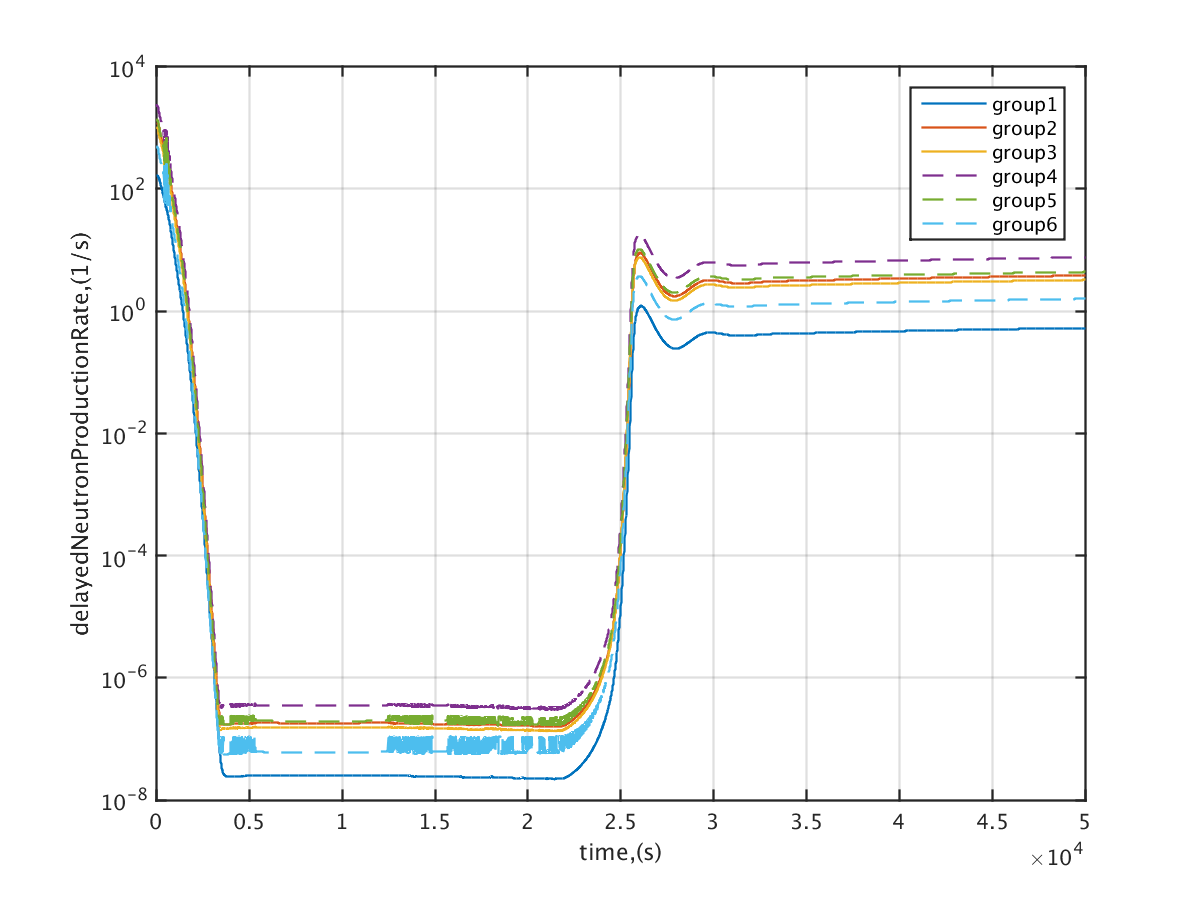 10^4
10^2
10^0
10^-2
10^-4
10^-6
10^-8
delayedNeutronProductionRate,(1/s)
group1
group2
group3
group4
group5
group6
0 0.5 1 1.5 2 2.5 3 3.5 4 4.5 5
time,(s)
×10^4